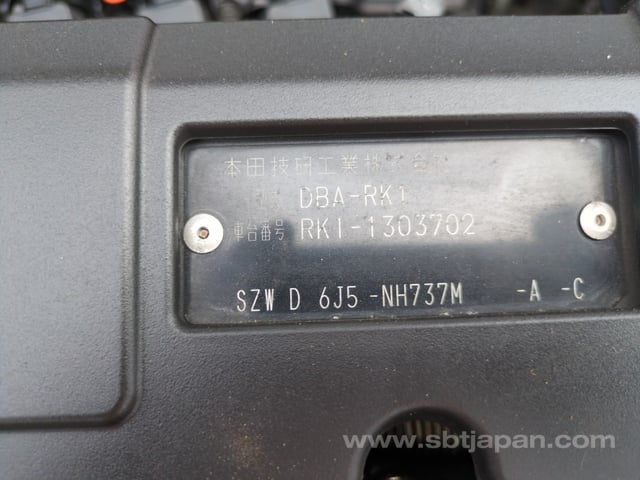 本田技研工業株式会社
DBA-RK1
車台番号 RK1-1303702
SZW D 6J5 -NH737M -A -C
www.sbtjapan.com